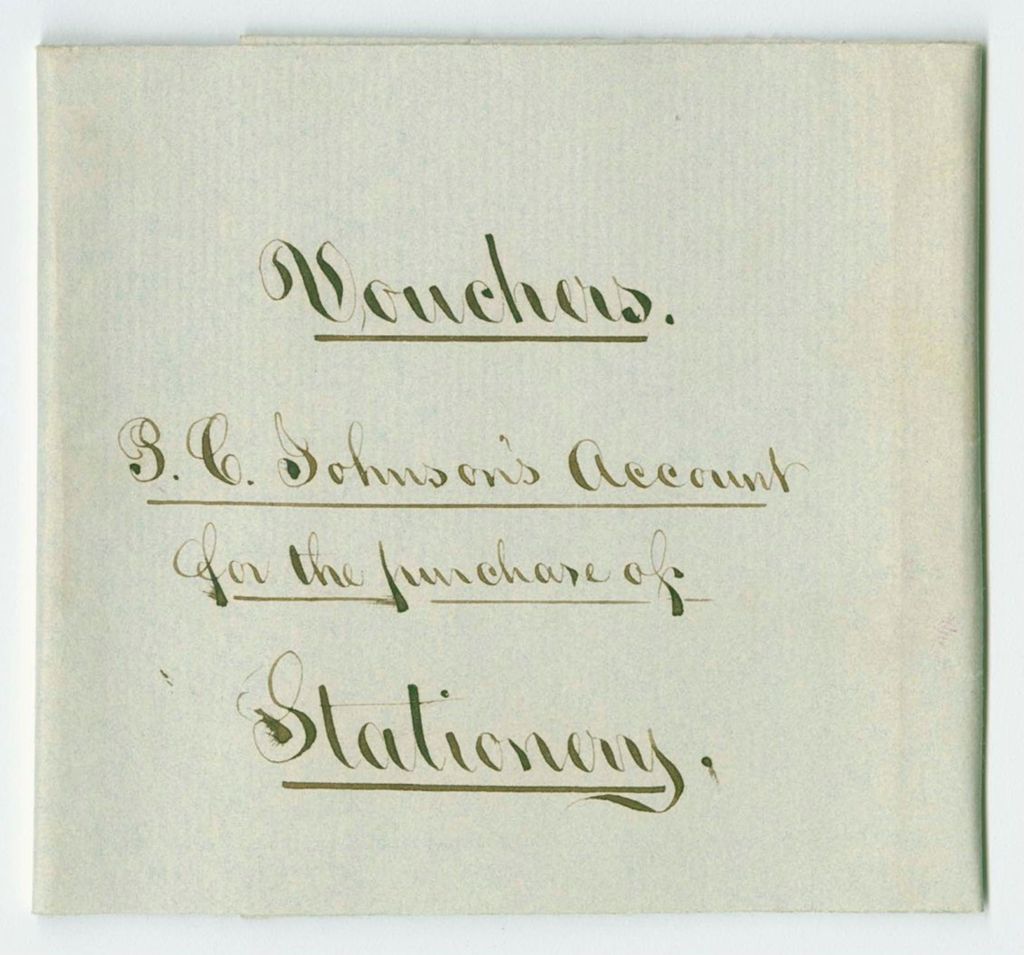 Vouchers.
B. C. Johnson's Account
for the purchase of
Stationery.